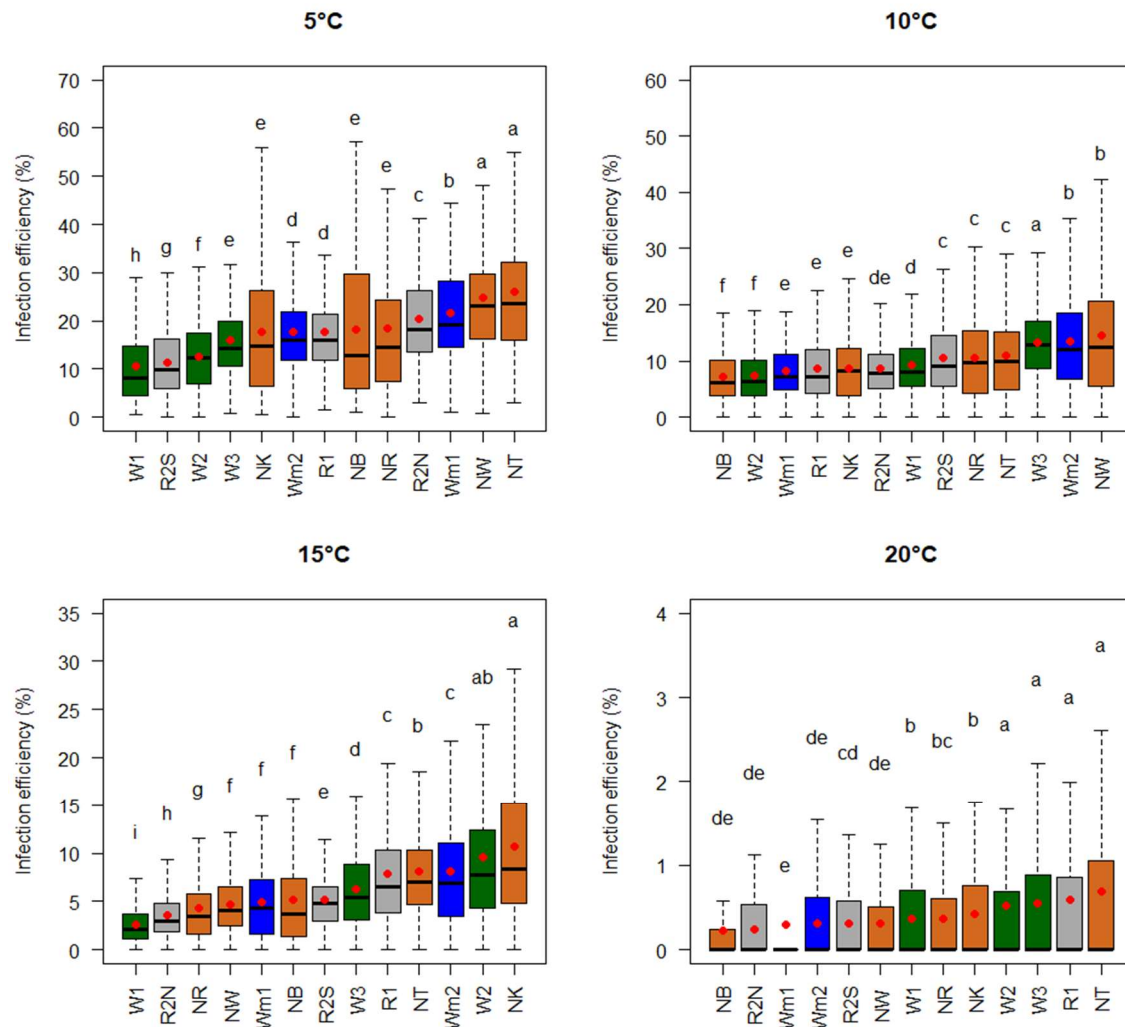 5°C
Infection efficiency (%)
70
60
50
40
30
20
10
0
h g f e e d d e e c b a a
W1 R2S W2 W3 NK Wm2 R1 NB NR R2N Wm1 NW NT
10°C
Infection efficiency (%)
60
50
40
30
20
10
0
f f e e e de d c c c a b b
NB W2 Wm1 R1 NK R2N W1 R2S NR NT W3 Wm2 NW
15°C
Infection efficiency (%)
35
30
25
20
15
10
5
0
i h g f f f e d c b c ab a
W1 R2N NR NW Wm1 NB R2S W3 R1 NT Wm2 W2 NK
20°C
Infection efficiency (%)
4
3
2
1
0
de de e de cd de b bc b a a a a
NB R2N Wm1 Wm2 R2S NW W1 NR NK W2 W3 R1 NT